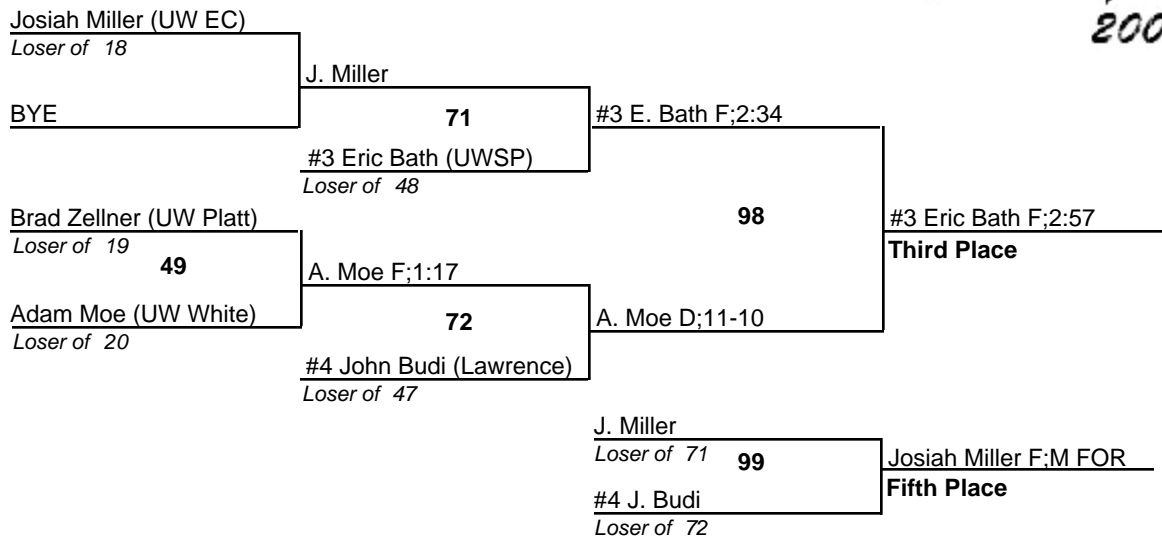 200
Josiah Miller (UW EC)
Loser of 18
J. Miller
BYE
71
#3 E. Bath F;2:34
#3 Eric Bath (UWSP)
Loser of 48
Brad Zellner (UW Platt)
Loser of 19
98
#3 Eric Bath F;2:57
Third Place
49
A. Moe F;1:17
Adam Moe (UW White)
Loser of 20
72
A. Moe D;11-10
#4 John Budi (Lawrence)
Loser of 47
J. Miller
Loser of 71
99
Josiah Miller F;M FOR
Fifth Place
#4 J. Budi
Loser of 72